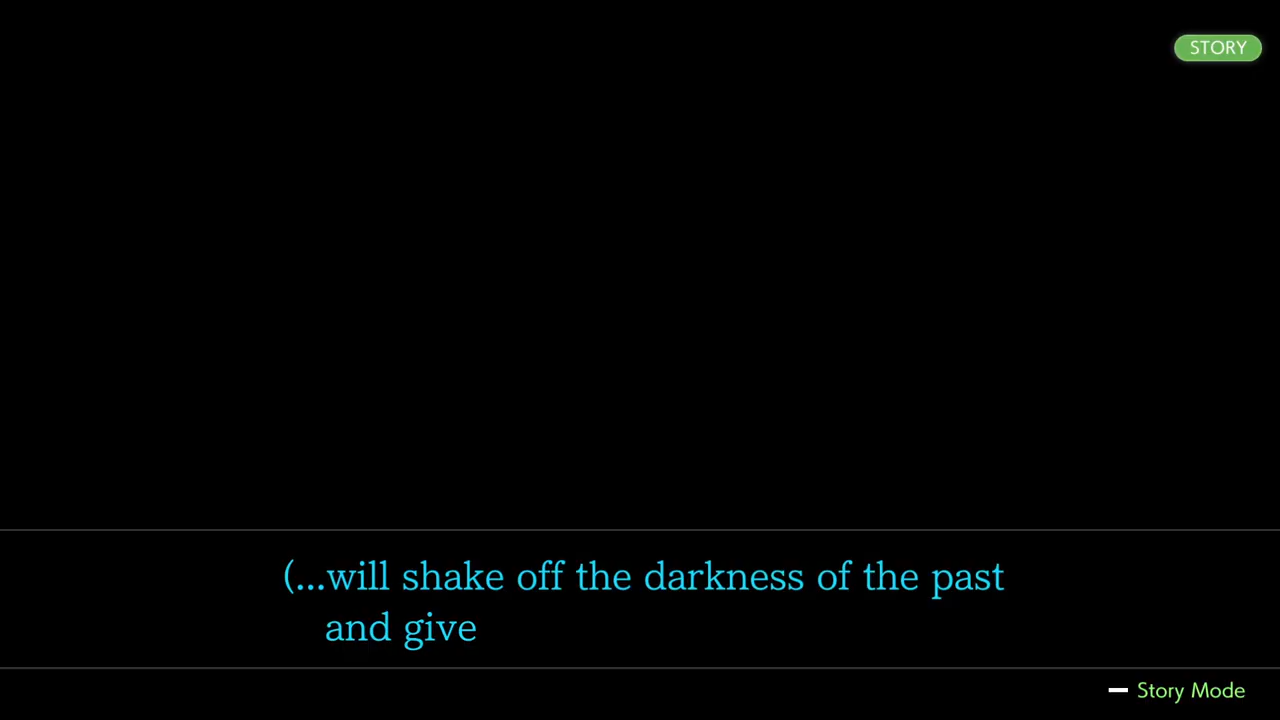 STORY
(...will shake off the darkness of the past
and give
Story Mode